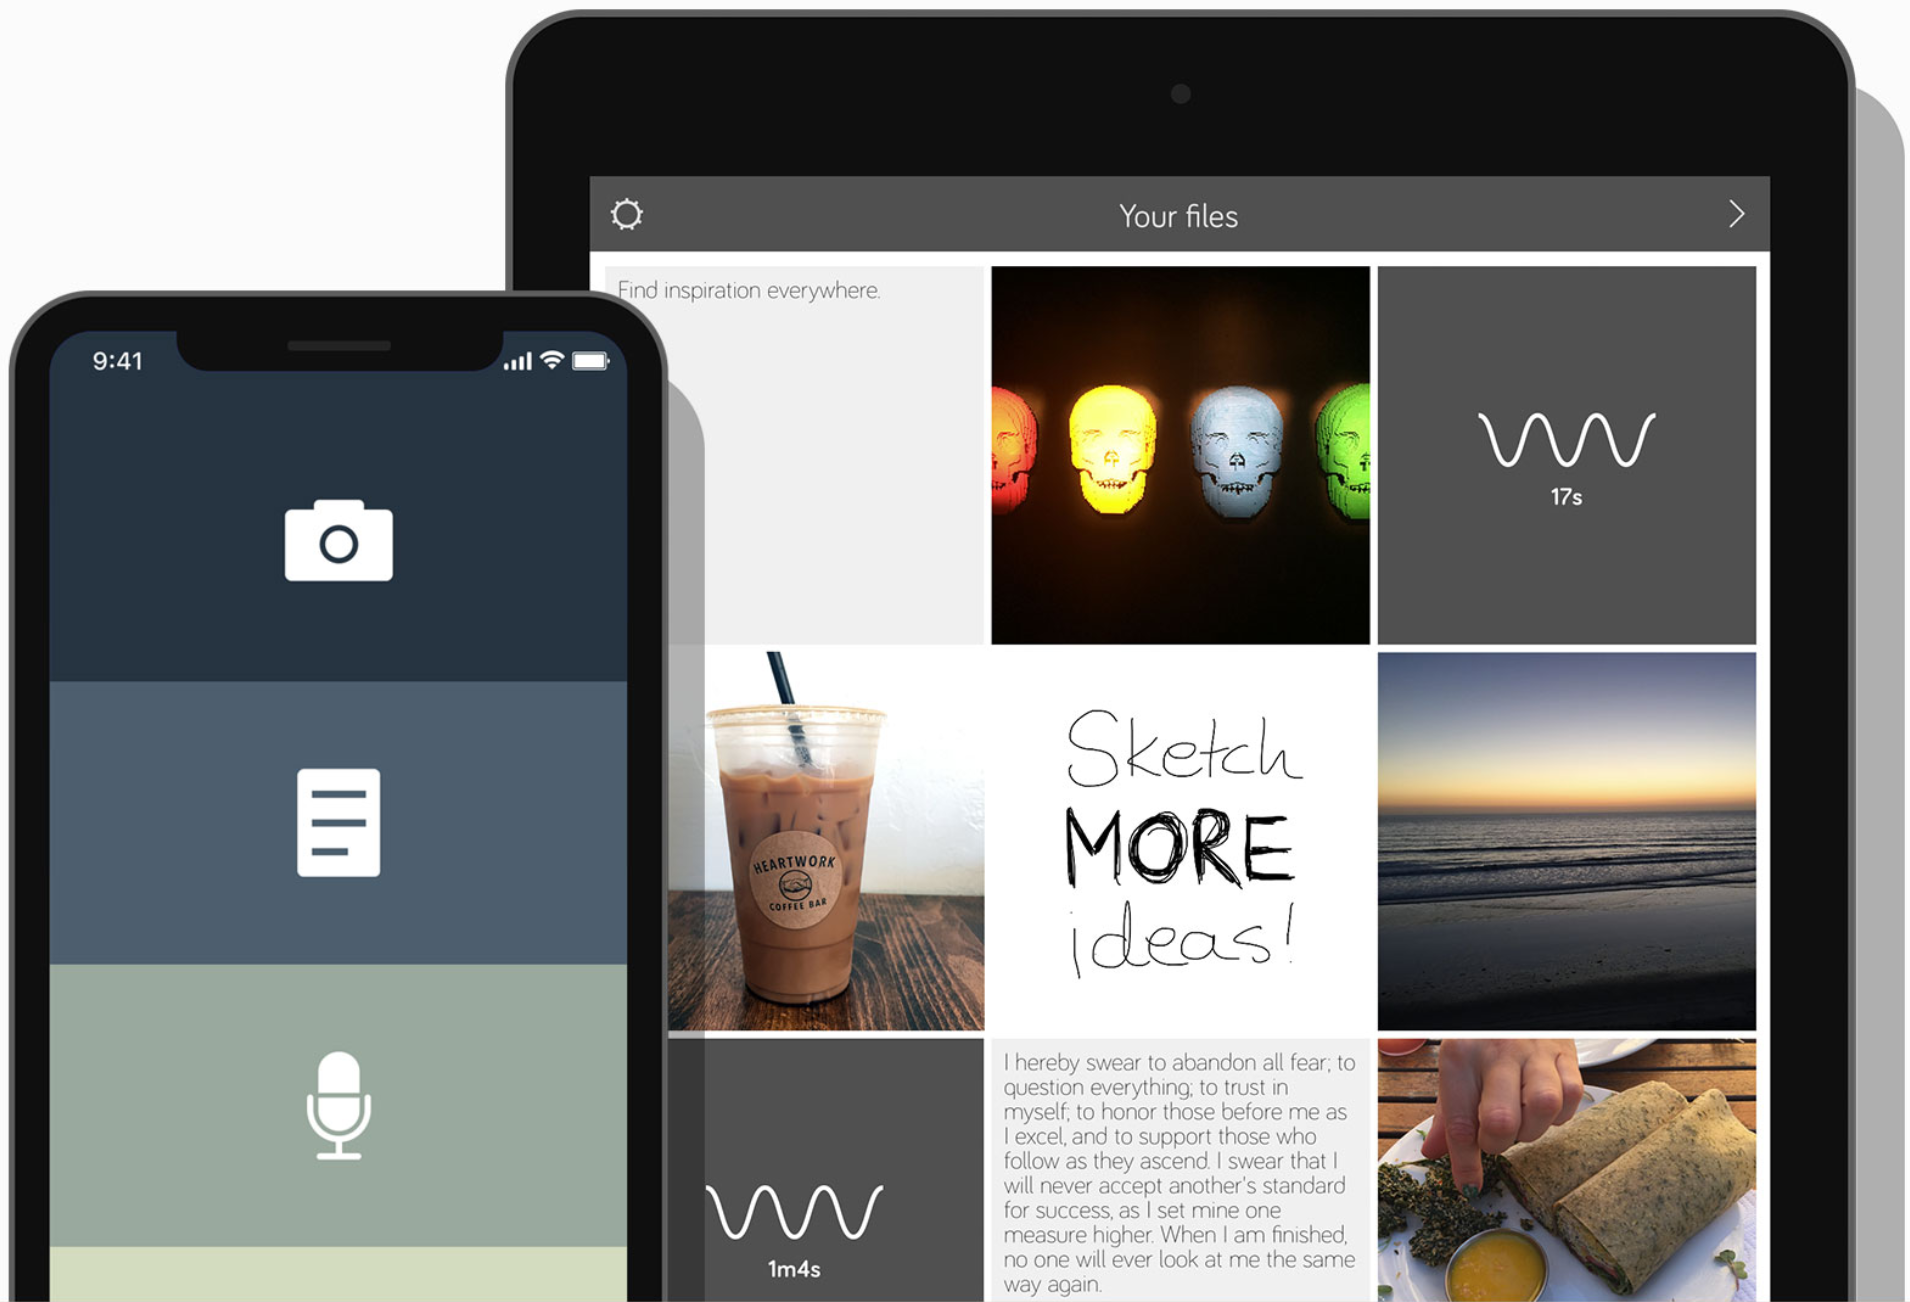 Your files
9:41
Find inspiration everywhere.
17s
HEARTWORK
COFFEE BAR
Sketch
MORE
ideas!
1m4s
I hereby swear to abandon all fear; to
question everything; to trust in
myself; to honor those before me as
I excel, and to support those who
follow as they ascend. I swear that I
will never accept another's standard
for success, as I set mine one
measure higher. When I am finished,
no one will ever look at me the same
way again.